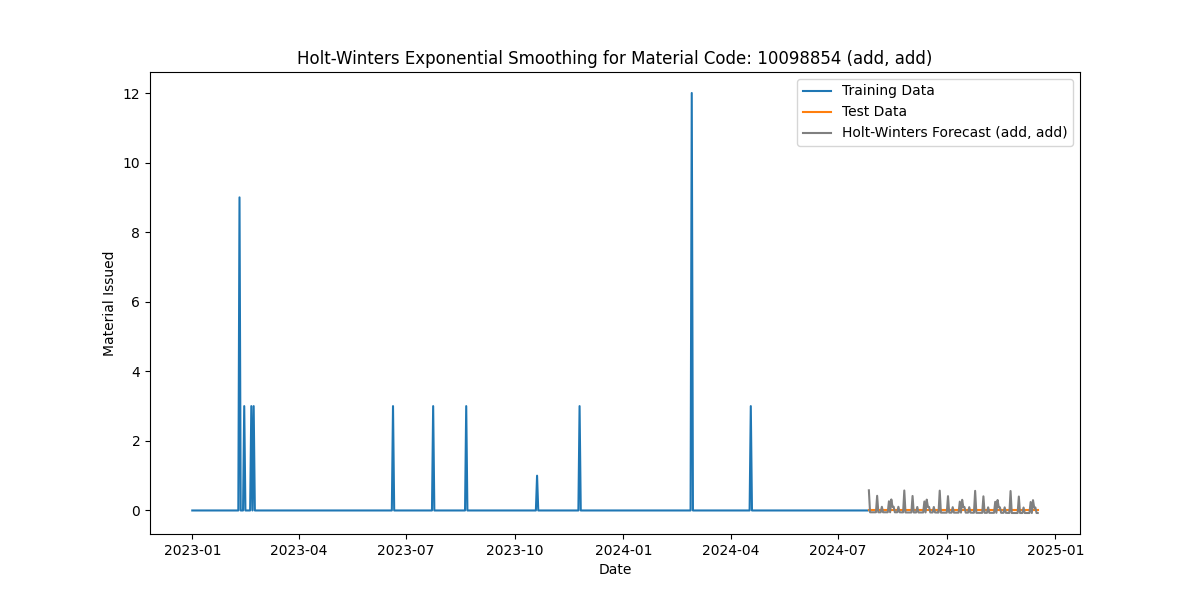 Holt-Winters Exponential Smoothing for Material Code: 10098854 (add, add)
Training Data
Test Data
Holt-Winters Forecast (add, add)
Material Issued
12
10
8
6
4
2
0
2023-01
2023-04
2023-07
2023-10
2024-01
2024-04
2024-07
2024-10
2025-01
Date